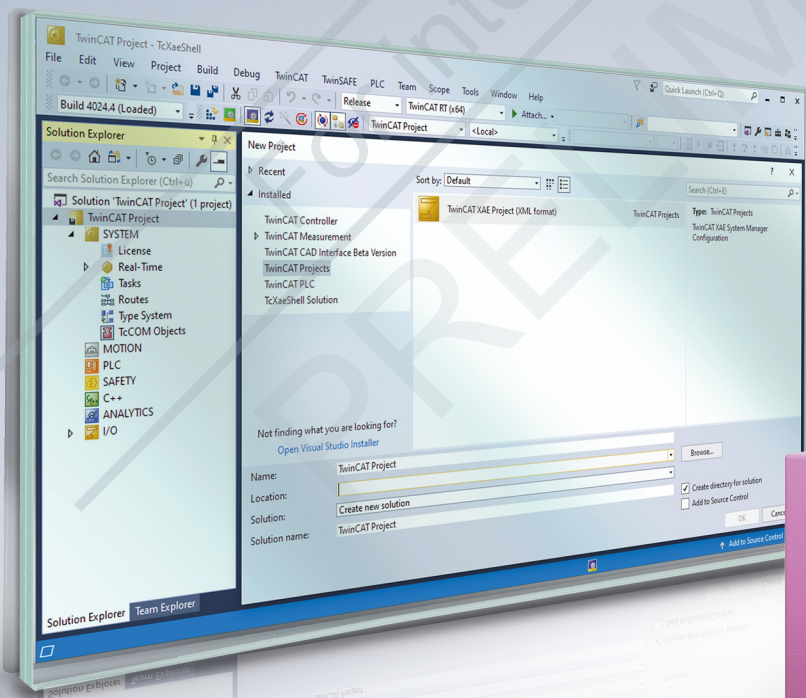 TwinCAT Project - TcXaeShell
File Edit View Project Build Debug TwinCAT TwinSAFE PLC Team Scope Tools Window Help
Quick Launch (Ctrl+Q)
Release TwinCAT RT (x64) Attach...
Build 4024.4 (Loaded) TwinCAT Project <Local>
Solution Explorer
Search Solution Explorer (Ctrl+ü)
Solution 'TwinCAT Project' (1 project)
TwinCAT Project
SYSTEM
License
Real-Time
Tasks
Routes
Type System
TcCOM Objects
MOTION
PLC
SAFETY
C++
ANALYTICS
I/O
Solution Explorer Team Explorer
New Project
? X
Recent
Installed
TwinCAT Controller
TwinCAT Measurement
TwinCAT CAD Interface Beta Version
TwinCAT Projects
TwinCAT PLC
TcXaeShell Solution
Not finding what you are looking for?
Open Visual Studio Installer
Sort by: Default
TwinCAT XAE Project (XML format) TwinCAT Projects
Search (Ctrl+E)
Type: TwinCAT Projects
TwinCAT XAE System Manager
Configuration
Name: TwinCAT Project
Location:
Browse...
Solution: Create new solution
Solution name: TwinCAT Project
Create directory for solution
Add to Source Control
OK Cance
Add to Source Control
For inte
PRELIM